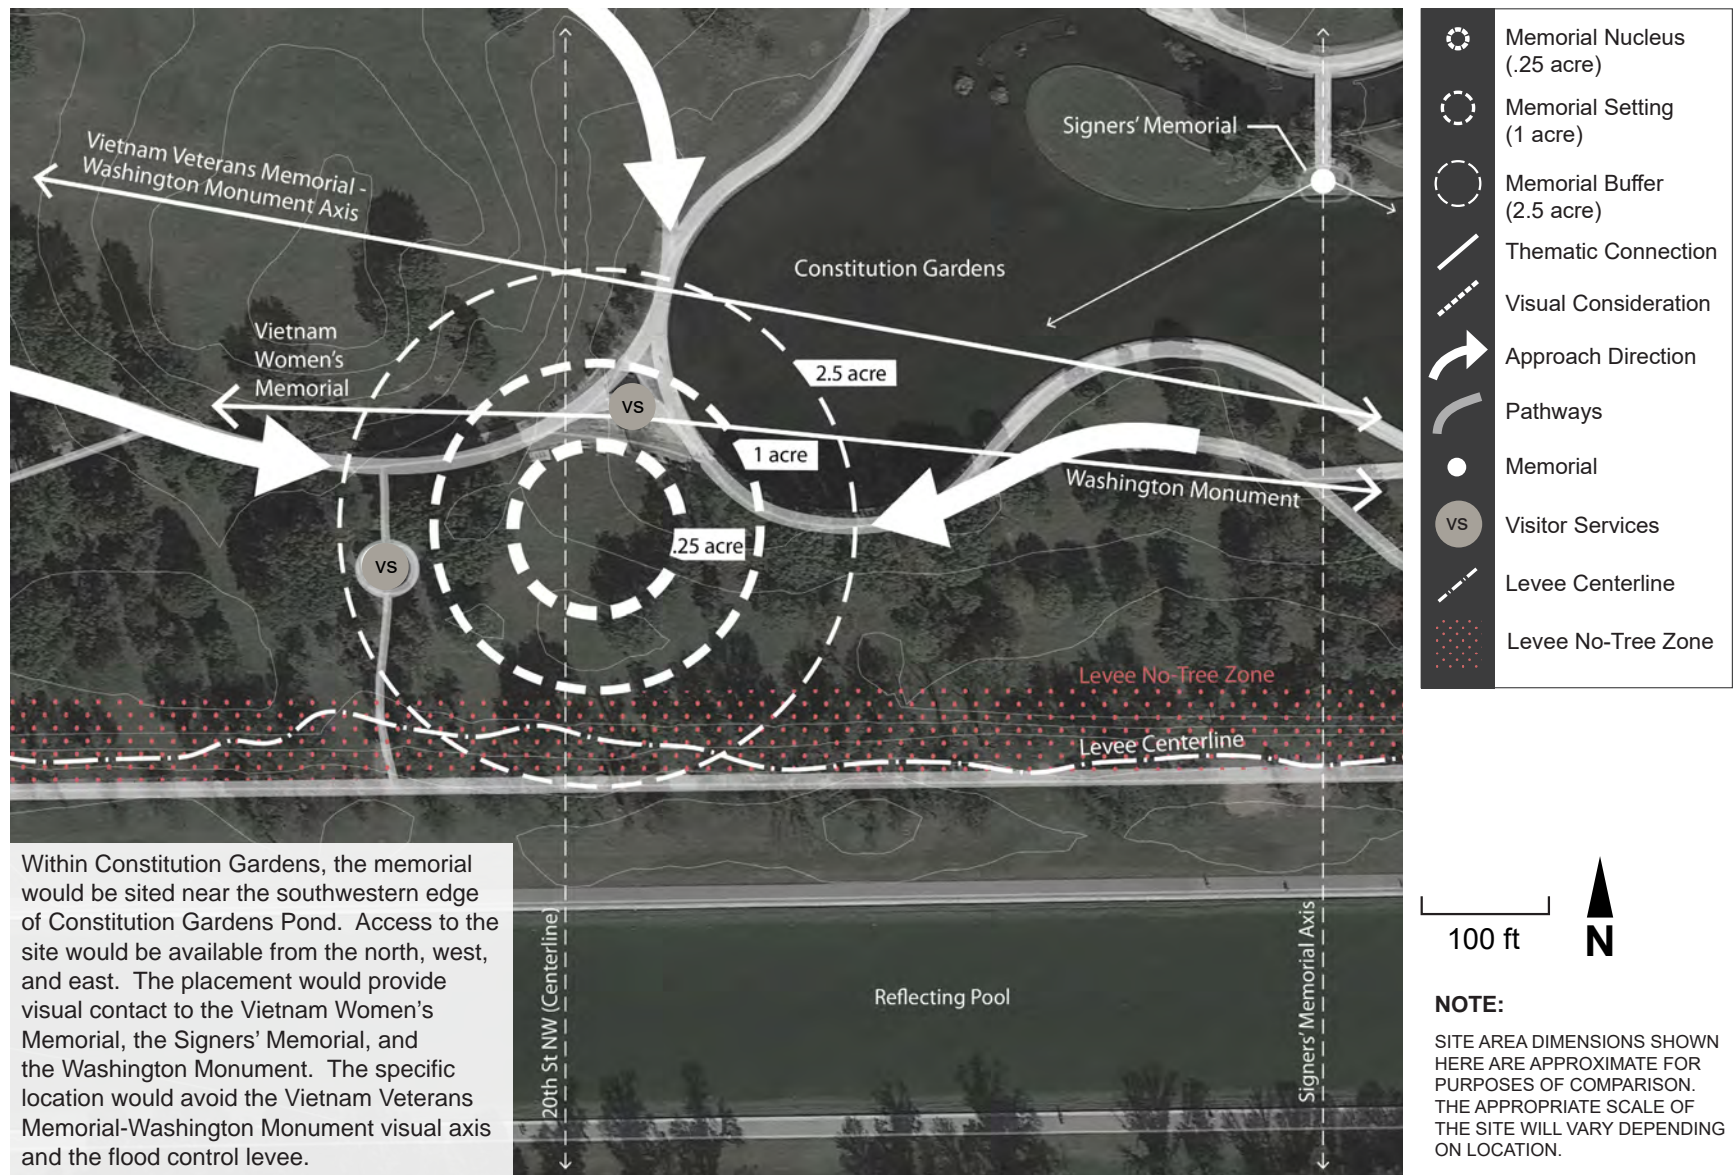 Vietnam Veterans Memorial -
Washington Monument Axis
Signers' Memorial
Constitution Gardens
Vietnam
Women's
Memorial
2.5 acre
VS
1 acre
Washington Monument
.25 acre
VS
Levee No-Tree Zone
Levee Centerline
Within Constitution Gardens, the memorial
would be sited near the southwestern edge
of Constitution Gardens Pond. Access to the
site would be available from the north, west,
and east. The placement would provide
visual contact to the Vietnam Women's
Memorial, the Signers' Memorial, and
the Washington Monument. The specific
location would avoid the Vietnam Veterans
Memorial-Washington Monument visual axis
and the flood control levee.
20th St NW (Centerline)
Reflecting Pool
Signers' Memorial Axis
Memorial Nucleus
(.25 acre)
Memorial Setting
(1 acre)
Memorial Buffer
(2.5 acre)
Thematic Connection
Visual Consideration
Approach Direction
Pathways
Memorial
VS Visitor Services
Levee Centerline
Levee No-Tree Zone
100 ft
N
NOTE:
SITE AREA DIMENSIONS SHOWN
HERE ARE APPROXIMATE FOR
PURPOSES OF COMPARISON.
THE APPROPRIATE SCALE OF
THE SITE WILL VARY DEPENDING
ON LOCATION.